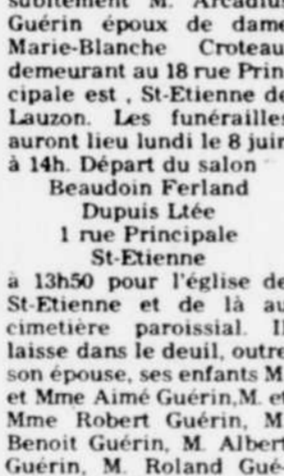 subitement M. Arcadius
Guérin époux de dame
Marie-Blanche Croteau
demeurant au 18 rue Prin
cipale est , St-Etienne de
Lauzon. Les funérailles
auront lieu lundi le 8 juin
à 14h. Départ du salon
Beaudoin Ferland
Dupuis Ltée
1 rue Principale
St-Etienne
à 13h50 pour l'église de
St-Etienne et de là au
cimetière paroissial. Il
laisse dans le deuil, outre
son épouse, ses enfants M.
et Mme Aimé Guérin,M. et
Mme Robert Guérin, M.
Benoit Guérin, M. Albert
Guérin, M. Roland Gué-